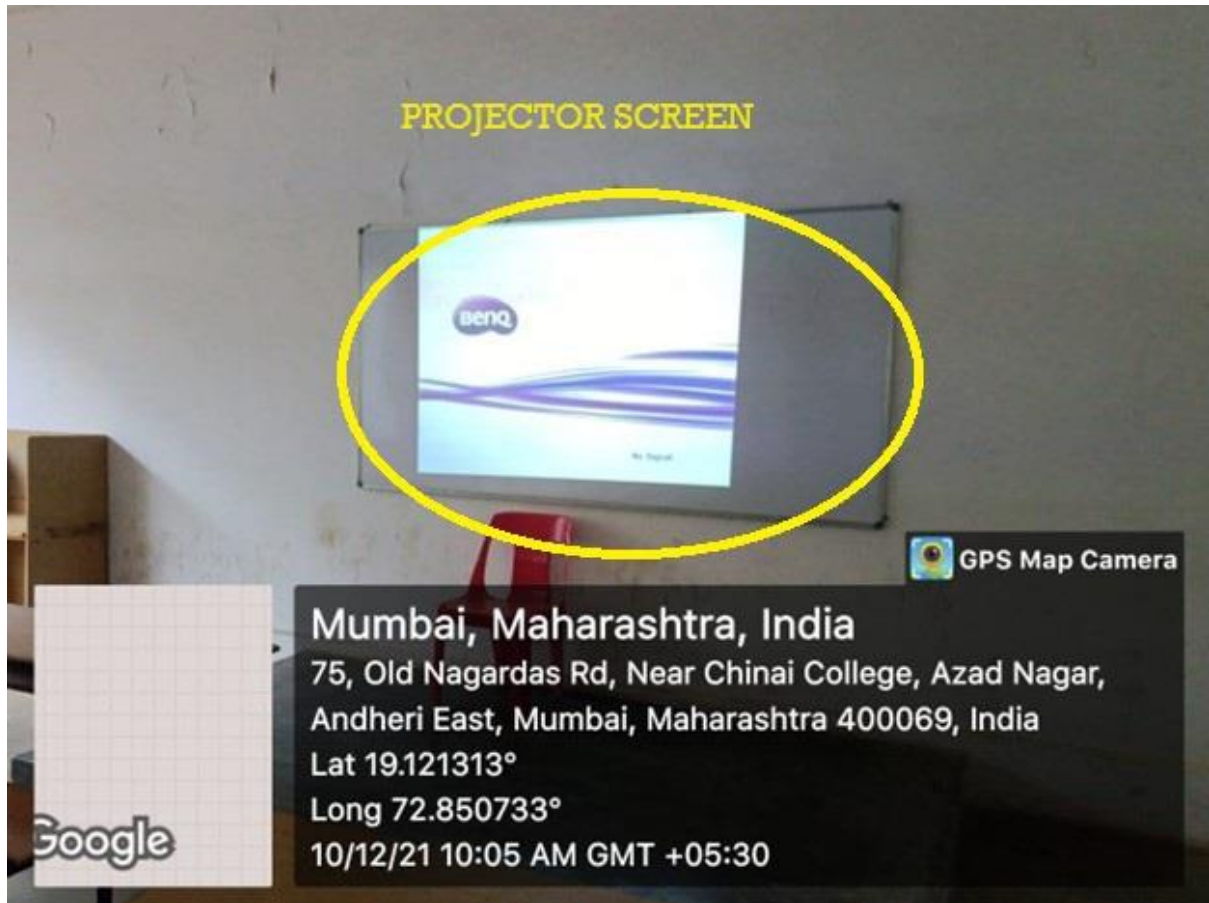 PROJECTOR SCREEN
BenQ
No Signal
GPS Map Camera
Mumbai, Maharashtra, India
75, Old Nagardas Rd, Near Chinai College, Azad Nagar,
Andheri East, Mumbai, Maharashtra 400069, India
Lat 19.121313°
Long 72.850733°
10/12/21 10:05 AM GMT +05:30
Google